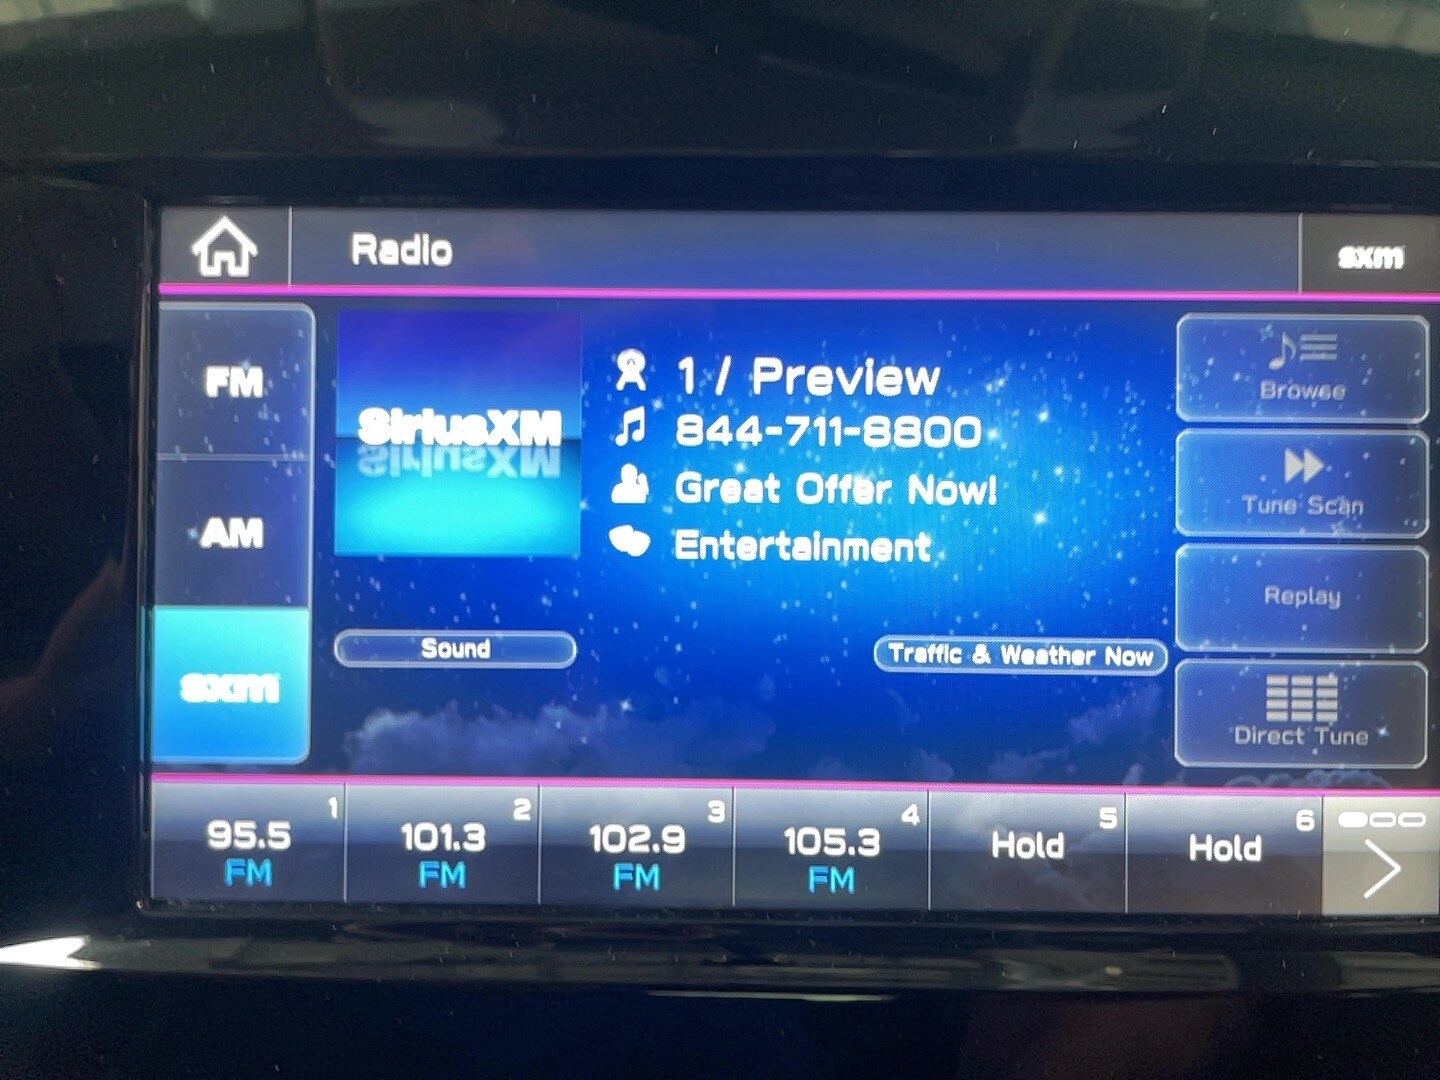 Radio
sxm
FM
AM
sxm
SiriusXM
1 / Preview
844-711-8800
Great Offer Now!
Entertainment
Sound
Traffic & Weather Now
Browse
Tune Scan
Replay
Direct Tune
1
95.5
FM
2
101.3
FM
3
102.9
FM
4
105.3
FM
5
Hold
6
Hold